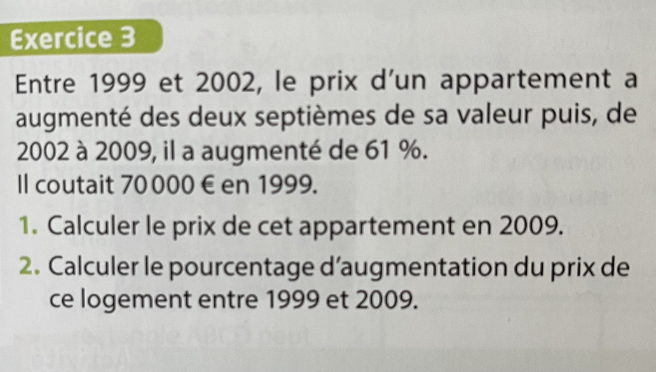 Exercice 3
Entre 1999 et 2002, le prix d'un appartement a
augmenté des deux septièmes de sa valeur puis, de
2002 à 2009, il a augmenté de 61 %.
Il coutait 70 000 € en 1999.
1. Calculer le prix de cet appartement en 2009.
2. Calculer le pourcentage d'augmentation du prix de
ce logement entre 1999 et 2009.